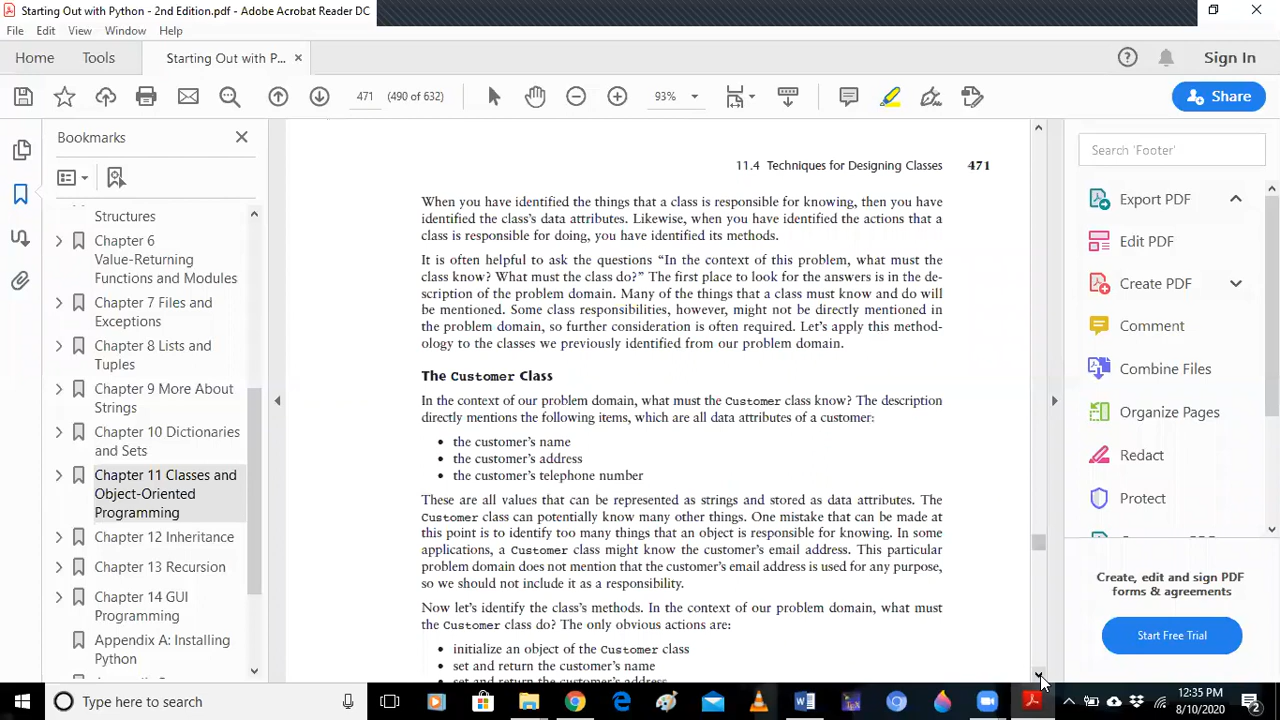 Starting Out with Python - 2nd Edition.pdf - Adobe Acrobat Reader DC
File Edit View Window Help
Home Tools Starting Out with P... × Sign In
471 (490 of 632) 93% Share
Bookmarks
Structures
Chapter 6
Value-Returning
Functions and Modules
Chapter 7 Files and
Exceptions
Chapter 8 Lists and
Tuples
Chapter 9 More About
Strings
Chapter 10 Dictionaries
and Sets
Chapter 11 Classes and
Object-Oriented
Programming
Chapter 12 Inheritance
Chapter 13 Recursion
Chapter 14 GUI
Programming
Appendix A: Installing
Python
11.4 Techniques for Designing Classes 471
When you have identified the things that a class is responsible for knowing, then you have
identified the class's data attributes. Likewise, when you have identified the actions that a
class is responsible for doing, you have identified its methods.
It is often helpful to ask the questions “In the context of this problem, what must the
class know? What must the class do?” The first place to look for the answers is in the de-
scription of the problem domain. Many of the things that a class must know and do will
be mentioned. Some class responsibilities, however, might not be directly mentioned in
the problem domain, so further consideration is often required. Let's apply this method-
ology to the classes we previously identified from our problem domain.
The Customer Class
In the context of our problem domain, what must the Customer class know? The description
directly mentions the following items, which are all data attributes of a customer:
• the customer's name
• the customer's address
• the customer's telephone number
These are all values that can be represented as strings and stored as data attributes. The
Customer class can potentially know many other things. One mistake that can be made at
this point is to identify too many things that an object is responsible for knowing. In some
applications, a Customer class might know the customer's email address. This particular
problem domain does not mention that the customer's email address is used for any purpose,
so we should not include it as a responsibility.
Now let's identify the class's methods. In the context of our problem domain, what must
the Customer class do? The only obvious actions are:
• initialize an object of the Customer class
• set and return the customer's name
• set and return the customer's address
Search 'Footer'
Export PDF
Edit PDF
Create PDF
Comment
Combine Files
Organize Pages
Redact
Protect
Create, edit and sign PDF
forms & agreements
Start Free Trial
Type here to search
12:35 PM
8/10/2020
2